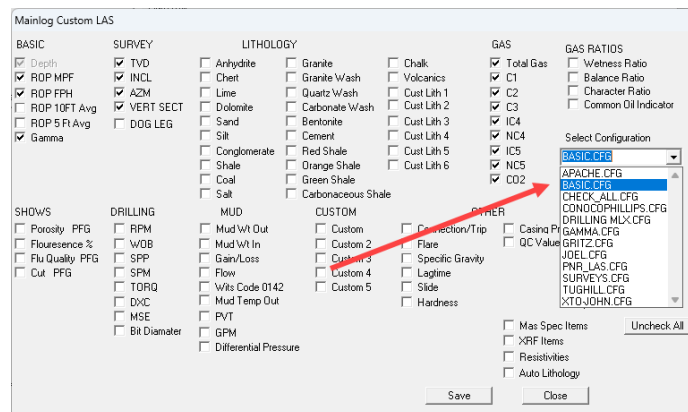 Mainlog Custom LAS
BASIC
Depth
ROP MPF
ROP FPH
ROP 10FT Avg
ROP 5 Ft Avg
Gamma
SURVEY
TVD
INCL
AZM
VERT SECT
DOG LEG
LITHOLOGY
Anhydrite
Chert
Lime
Dolomite
Sand
Silt
Conglomerate
Shale
Coal
Salt
Granite
Granite Wash
Quartz Wash
Carbonate Wash
Bentonite
Cement
Red Shale
Orange Shale
Green Shale
Carbonaceous Shale
Chalk
Volcanics
Cust Lith 1
Cust Lith 2
Cust Lith 3
Cust Lith 4
Cust Lith 5
Cust Lith 6
GAS
Total Gas
C1
C2
C3
IC4
NC4
IC5
NC5
CO2
GAS RATIOS
Wetness Ratio
Balance Ratio
Character Ratio
Common Oil Indicator
Select Configuration
BASIC.CFG
APACHE.CFG
BASIC.CFG
CHECK_ALL.CFG
CONOCOPHILLIPS.CFG
DRILLING MLX.CFG
GAMMA.CFG
GRITZ.CFG
JOEL.CFG
PNR_LAS.CFG
SURVEYS.CFG
TUGHILL.CFG
XTO-JOHN.CFG
SHOWS
Porosity PFG
Flouresence %
Flu Quality PFG
Cut PFG
DRILLING
RPM
WOB
SPP
SPM
TORQ
DXC
MSE
Bit Diamater
MUD
Mud Wt Out
Mud Wt In
Gain/Loss
Flow
Wits Code 0142
Mud Temp Out
PVT
GPM
Differential Pressure
CUSTOM
Custom
Custom 2
Custom 3
Custom 4
Custom 5
OTHER
Connection/Trip
Flare
Specific Gravity
Lagtime
Slide
Hardness
Casing Pr
QC Value
Mas Spec Items
XRF Items
Resistivities
Auto Lithology
Uncheck All
Save
Close